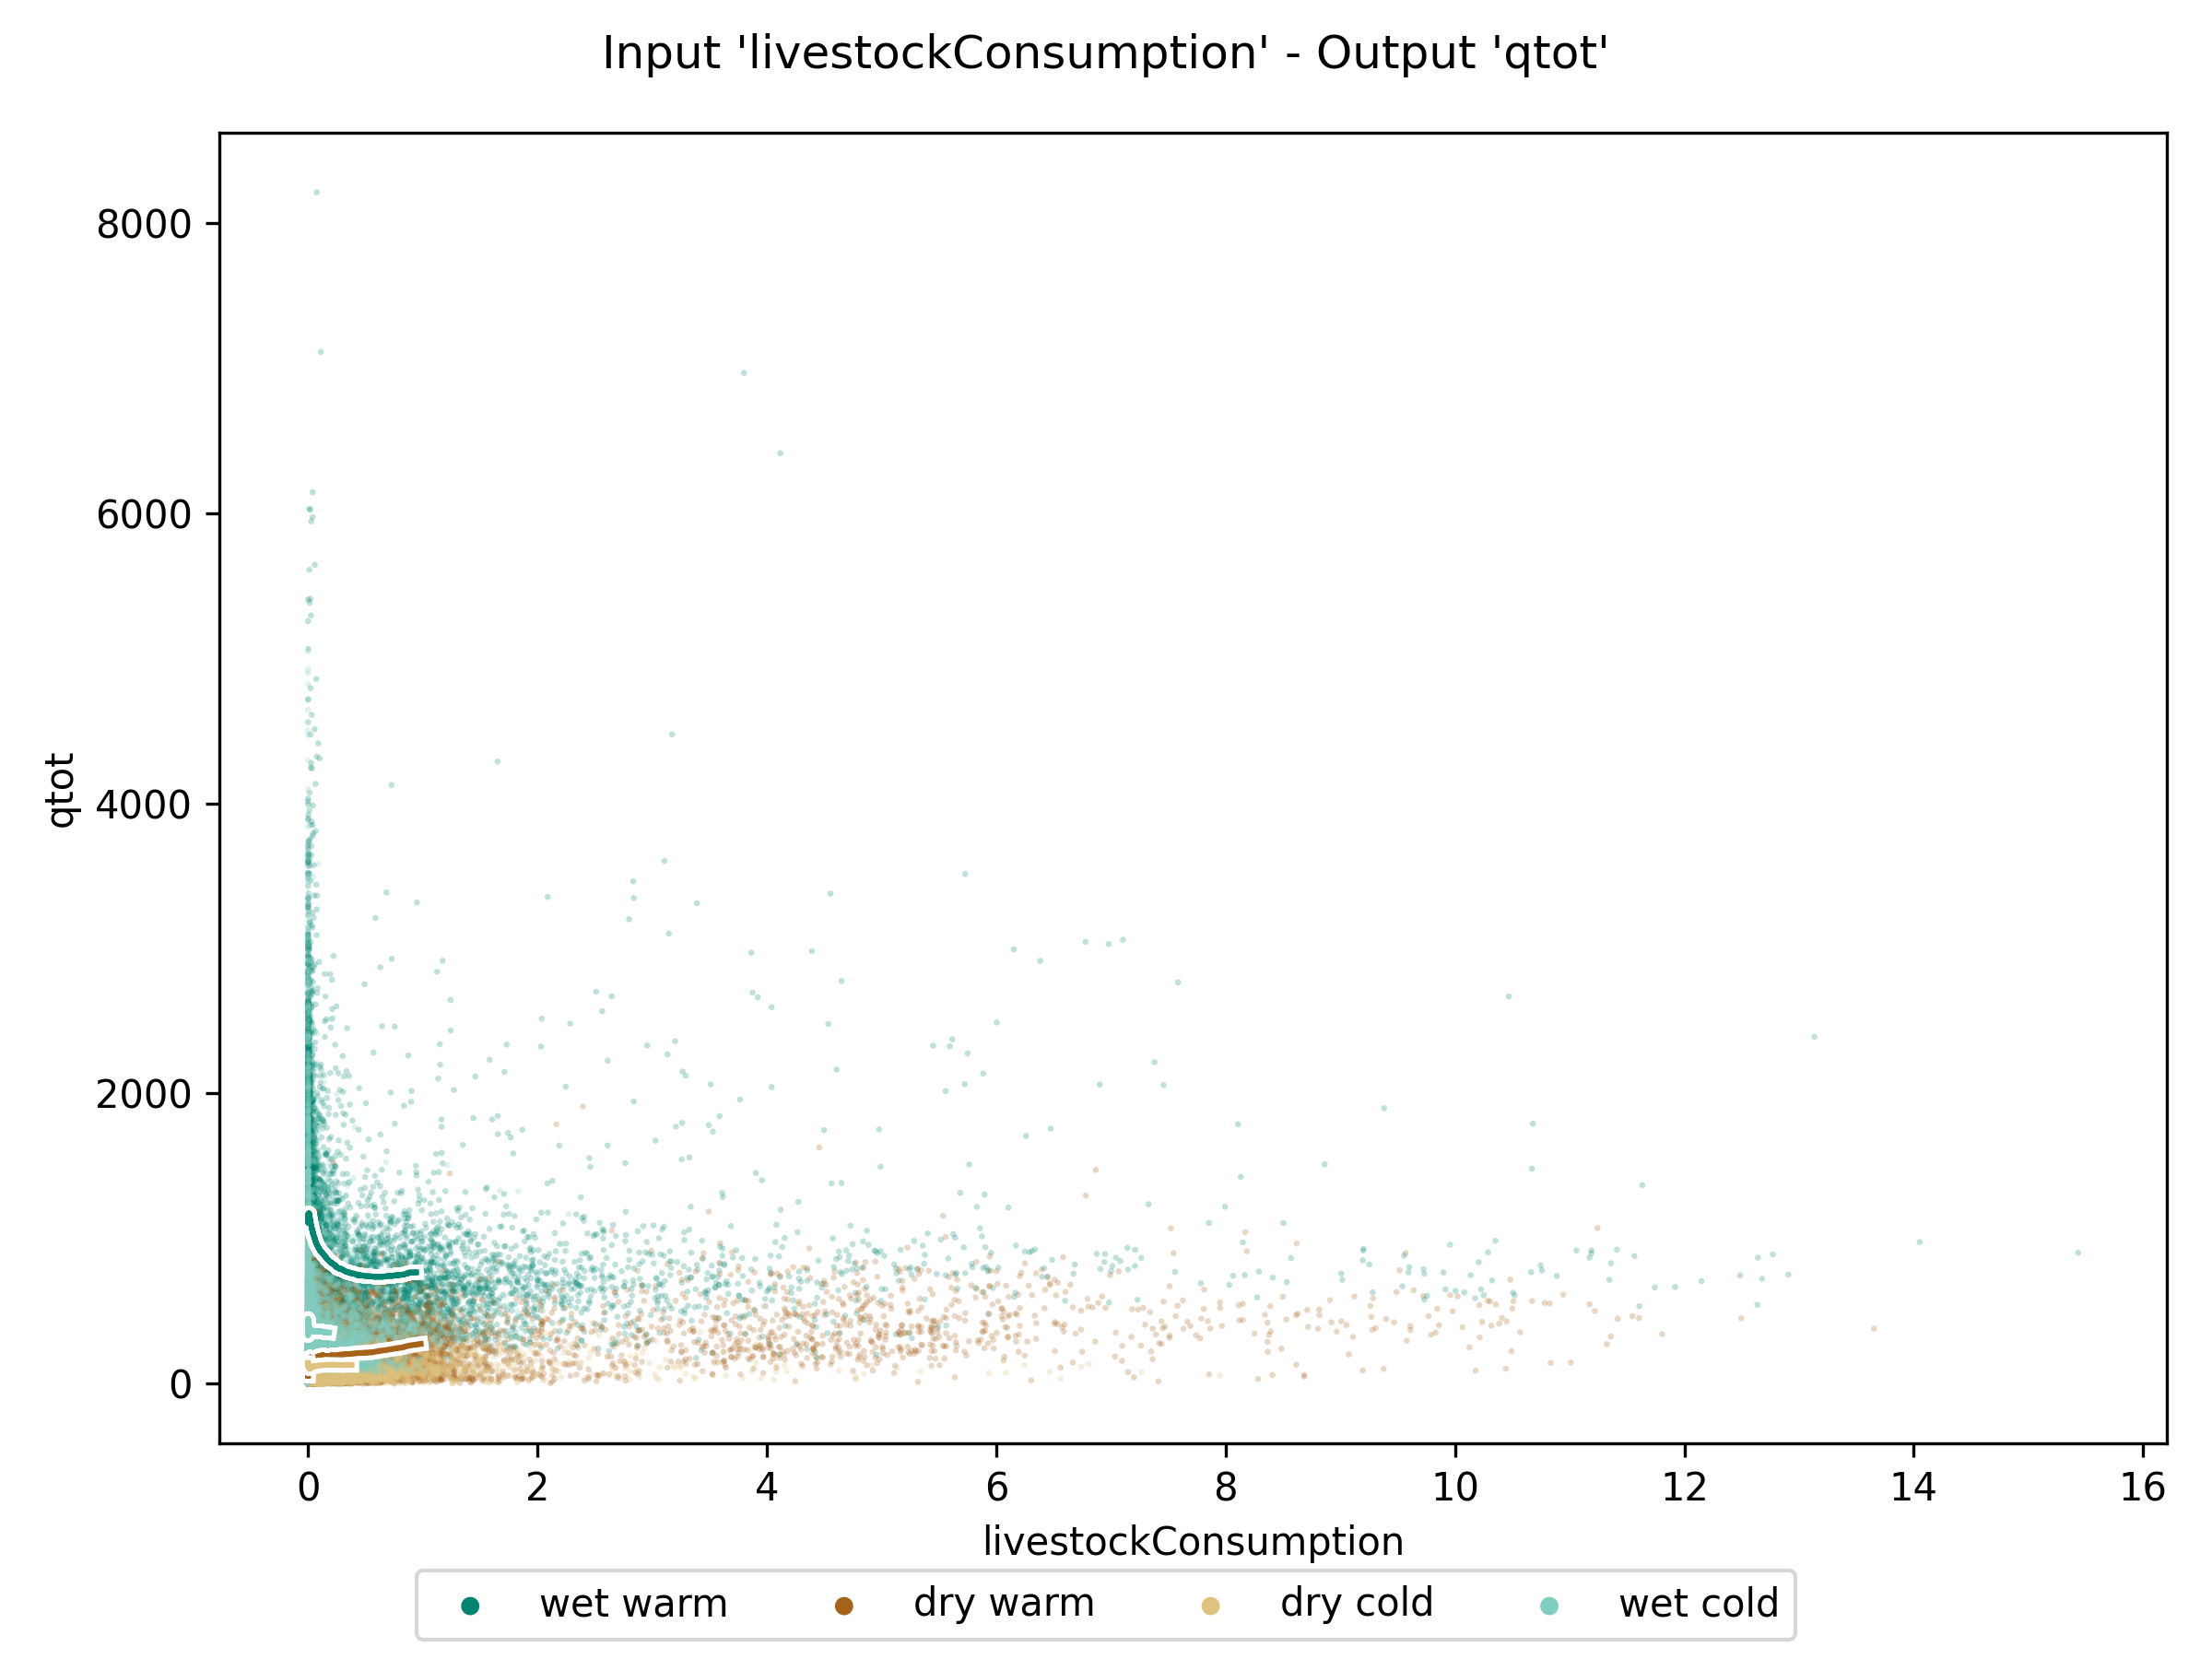 Input 'livestockConsumption' - Output 'qtot'
8000
6000
4000
2000
0
qtot
0 2 4 6 8 10 12 14 16
livestockConsumption
wet warm dry warm dry cold wet cold